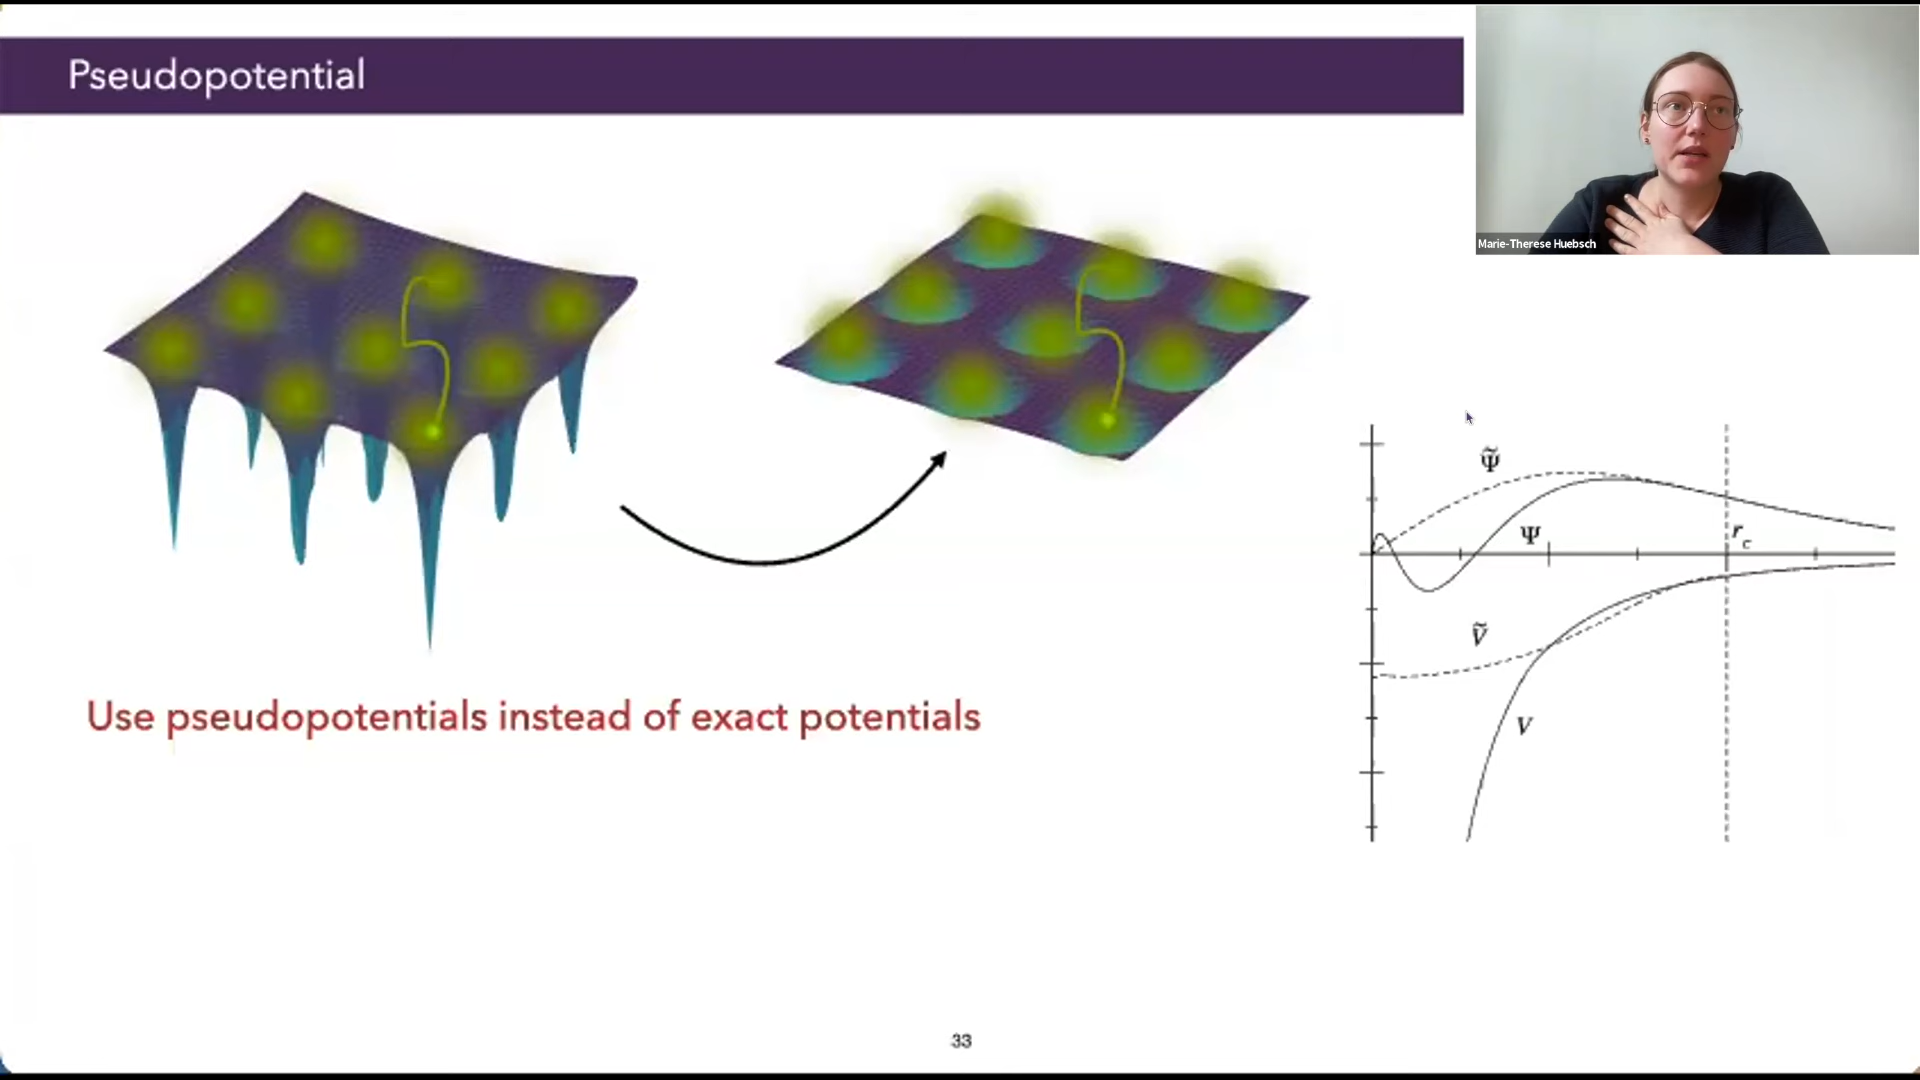 Pseudopotential
Marie-Therese Huebsch
Ψ̃
Ψ
r_c
Ṽ
V
Use pseudopotentials instead of exact potentials
33